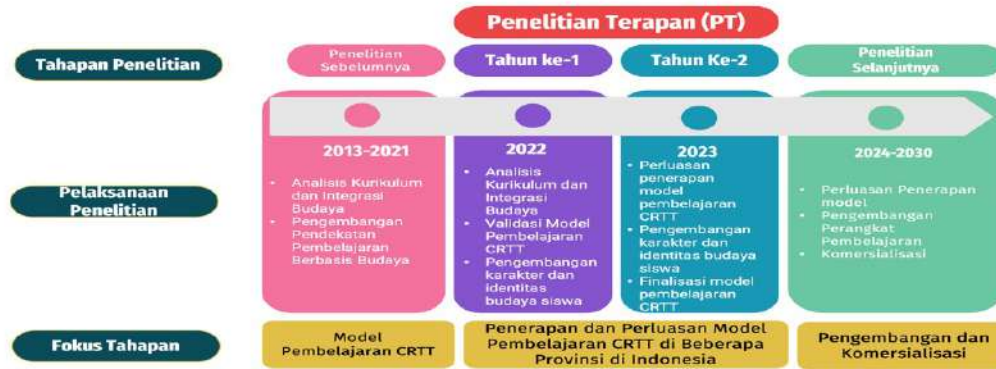 Penelitian Terapan (PT)
Tahapan Penelitian
Penelitian
Sebelumnya
Tahun ke-1
Tahun Ke-2
Penelitian
Selanjutnya
Pelaksanaan
Penelitian
2013-2021
• Analisis Kurikulum
dan Integrasi
Budaya
• Pengembangan
Pendekatan
Pembelajaran
Berbasis Budaya
2022
• Analisis
Kurikulum dan
Integrasi
Budaya
• Validasi Model
Pembelajaran
CRTT
• Pengembangan
karakter dan
identitas
budaya siswa
2023
• Perluasan
penerapan
model
pembelajaran
CRTT
• Pengembangan
karakter dan
identitas budaya
siswa
• Finalisasi model
pembelajaran
CRTT
2024-2030
• Perluasan Penerapan
model
• Pengembangan
Perangkat
Pembelajaran
• Komersialisasi
Fokus Tahapan
Model
Pembelajaran CRTT
Penerapan dan Perluasan Model
Pembelajaran CRTT di Beberapa
Provinsi di Indonesia
Pengembangan dan
Komersialisasi